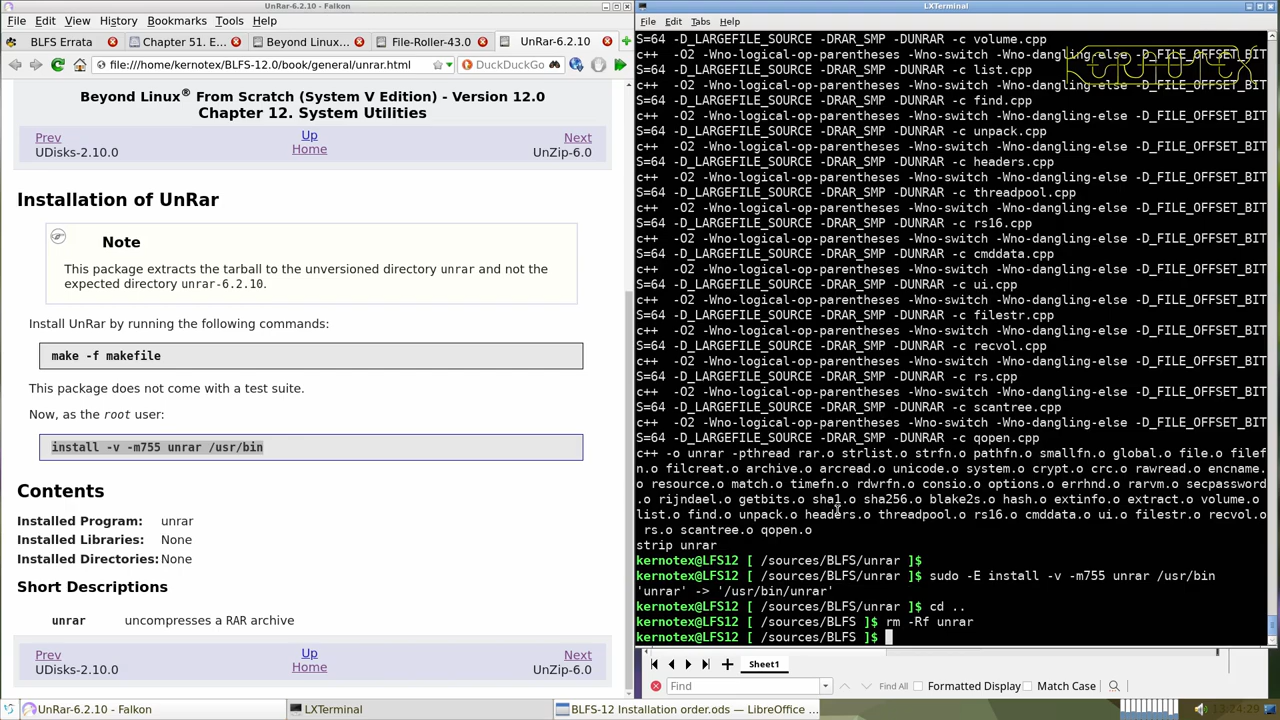 UnRar-6.2.10 - Falkon
File Edit View History Bookmarks Tools Help
BLFS Errata
Chapter 51. E...
Beyond Linux...
File-Roller-43.0
UnRar-6.2.10
file:///home/kernotex/BLFS-12.0/book/general/unrar.html
DuckDuckGo
Beyond Linux® From Scratch (System V Edition) - Version 12.0
Chapter 12. System Utilities
Prev Up Next
UDisks-2.10.0 Home UnZip-6.0
Installation of UnRar
Note
This package extracts the tarball to the unversioned directory unrar and not the
expected directory unrar-6.2.10.
Install UnRar by running the following commands:
make -f makefile
This package does not come with a test suite.
Now, as the root user:
install -v -m755 unrar /usr/bin
Contents
Installed Program: unrar
Installed Libraries: None
Installed Directories: None
Short Descriptions
unrar uncompresses a RAR archive
Prev Up Next
UDisks-2.10.0 Home UnZip-6.0
LXTerminal
File Edit Tabs Help
S=64 -D_LARGEFILE_SOURCE -DRAR_SMP -DUNRAR -c volume.cpp
c++ -O2 -Wno-logical-op-parentheses -Wno-switch -Wno-dangling-else -D_FILE_OFFSET_BIT
S=64 -D_LARGEFILE_SOURCE -DRAR_SMP -DUNRAR -c list.cpp
c++ -O2 -Wno-logical-op-parentheses -Wno-switch -Wno-dangling-else -D_FILE_OFFSET_BIT
S=64 -D_LARGEFILE_SOURCE -DRAR_SMP -DUNRAR -c find.cpp
c++ -O2 -Wno-logical-op-parentheses -Wno-switch -Wno-dangling-else -D_FILE_OFFSET_BIT
S=64 -D_LARGEFILE_SOURCE -DRAR_SMP -DUNRAR -c unpack.cpp
c++ -O2 -Wno-logical-op-parentheses -Wno-switch -Wno-dangling-else -D_FILE_OFFSET_BIT
S=64 -D_LARGEFILE_SOURCE -DRAR_SMP -DUNRAR -c headers.cpp
c++ -O2 -Wno-logical-op-parentheses -Wno-switch -Wno-dangling-else -D_FILE_OFFSET_BIT
S=64 -D_LARGEFILE_SOURCE -DRAR_SMP -DUNRAR -c threadpool.cpp
c++ -O2 -Wno-logical-op-parentheses -Wno-switch -Wno-dangling-else -D_FILE_OFFSET_BIT
S=64 -D_LARGEFILE_SOURCE -DRAR_SMP -DUNRAR -c rs16.cpp
c++ -O2 -Wno-logical-op-parentheses -Wno-switch -Wno-dangling-else -D_FILE_OFFSET_BIT
S=64 -D_LARGEFILE_SOURCE -DRAR_SMP -DUNRAR -c cmddata.cpp
c++ -O2 -Wno-logical-op-parentheses -Wno-switch -Wno-dangling-else -D_FILE_OFFSET_BIT
S=64 -D_LARGEFILE_SOURCE -DRAR_SMP -DUNRAR -c ui.cpp
c++ -O2 -Wno-logical-op-parentheses -Wno-switch -Wno-dangling-else -D_FILE_OFFSET_BIT
S=64 -D_LARGEFILE_SOURCE -DRAR_SMP -DUNRAR -c filestr.cpp
c++ -O2 -Wno-logical-op-parentheses -Wno-switch -Wno-dangling-else -D_FILE_OFFSET_BIT
S=64 -D_LARGEFILE_SOURCE -DRAR_SMP -DUNRAR -c recvol.cpp
c++ -O2 -Wno-logical-op-parentheses -Wno-switch -Wno-dangling-else -D_FILE_OFFSET_BIT
S=64 -D_LARGEFILE_SOURCE -DRAR_SMP -DUNRAR -c rs.cpp
c++ -O2 -Wno-logical-op-parentheses -Wno-switch -Wno-dangling-else -D_FILE_OFFSET_BIT
S=64 -D_LARGEFILE_SOURCE -DRAR_SMP -DUNRAR -c scantree.cpp
c++ -O2 -Wno-logical-op-parentheses -Wno-switch -Wno-dangling-else -D_FILE_OFFSET_BIT
S=64 -D_LARGEFILE_SOURCE -DRAR_SMP -DUNRAR -c qopen.cpp
c++ -o unrar -pthread rar.o strlist.o strfn.o pathfn.o smallfn.o global.o file.o filef
n.o filcreat.o archive.o arcread.o unicode.o system.o crypt.o crc.o rawread.o encname.
o resource.o match.o timefn.o rdwrfn.o consio.o options.o errhnd.o rarvm.o secpassword
.o rijndael.o getbits.o sha1.o sha256.o blake2s.o hash.o extinfo.o extract.o volume.o
list.o find.o unpack.o headers.o threadpool.o rs16.o cmddata.o ui.o filestr.o recvol.o
rs.o scantree.o qopen.o
strip unrar
kernotex@LFS12 [ /sources/BLFS/unrar ]$
kernotex@LFS12 [ /sources/BLFS/unrar ]$ sudo -E install -v -m755 unrar /usr/bin
'unrar' -> '/usr/bin/unrar'
kernotex@LFS12 [ /sources/BLFS/unrar ]$ cd ..
kernotex@LFS12 [ /sources/BLFS ]$ rm -Rf unrar
kernotex@LFS12 [ /sources/BLFS ]$
Sheet1
Find Find All Formatted Display Match Case
UnRar-6.2.10 - Falkon
LXTerminal
BLFS-12 Installation order.ods — LibreOffice ...
13:24:29